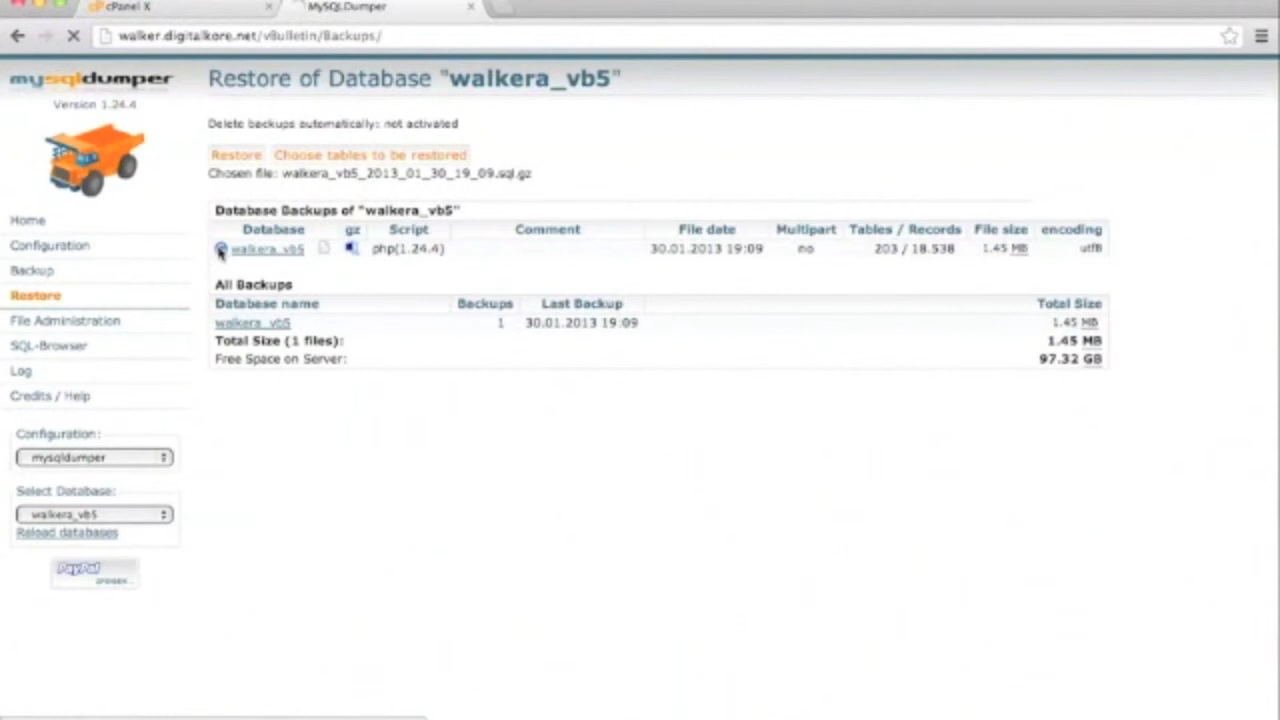 cPanel X
MySQLDumper
walker.digitalkore.net/vBulletin/Backups/
mysqldumper
Version 1.24.4
Home
Configuration
Backup
Restore
File Administration
SQL-Browser
Log
Credits / Help
Configuration:
mysqldumper
Select Database:
walkera_vb5
Reload databases
PayPal
Restore of Database "walkera_vb5"
Delete backups automatically: not activated
Restore Choose tables to be restored
Chosen file: walkera_vb5_2013_01_30_19_09.sql.gz
Database Backups of "walkera_vb5"
Database gz Script Comment File date Multipart Tables / Records File size encoding
walkera_vb5 php(1.24.4) 30.01.2013 19:09 no 203 / 18.538 1.45 MB utf8
All Backups
Database name Backups Last Backup Total Size
walkera_vb5 1 30.01.2013 19:09 1.45 MB
Total Size (1 files): 1.45 MB
Free Space on Server: 97.32 GB